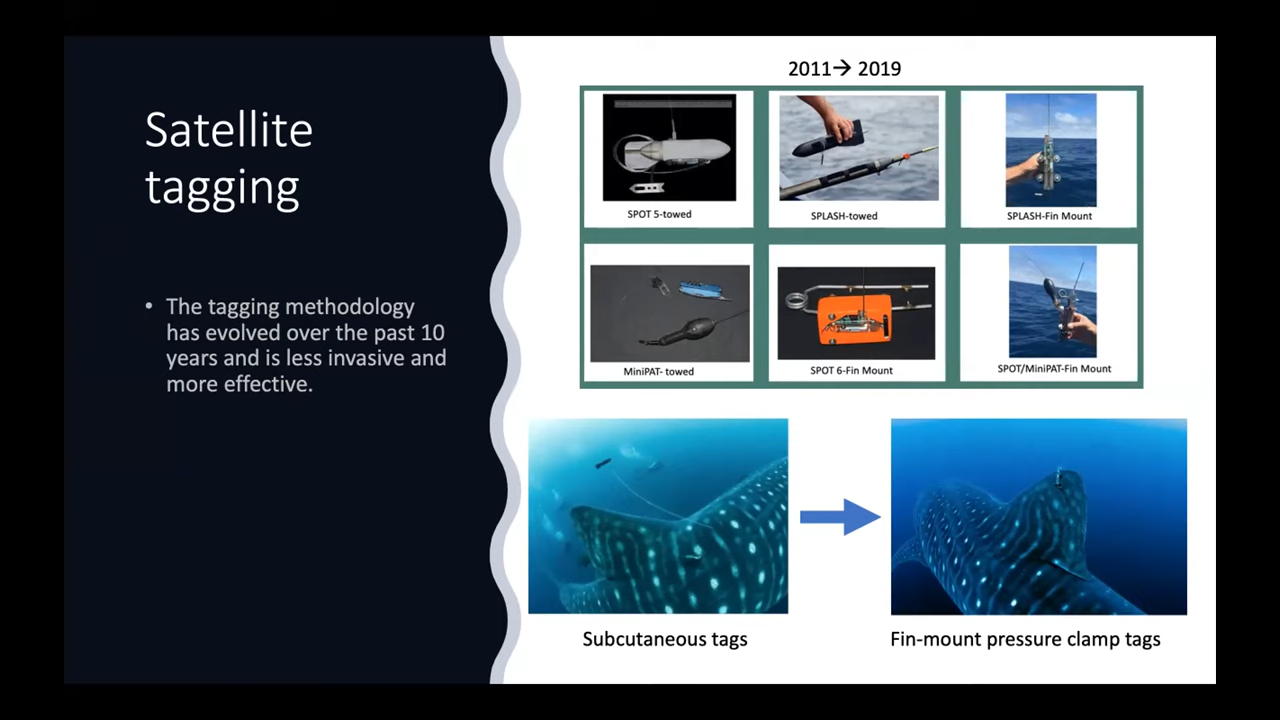 Satellite
tagging
• The tagging methodology
has evolved over the past 10
years and is less invasive and
more effective.
2011→ 2019
SPOT 5-towed
SPLASH-towed
SPLASH-Fin Mount
MiniPAT- towed
SPOT 6-Fin Mount
SPOT/MiniPAT-Fin Mount
Subcutaneous tags
Fin-mount pressure clamp tags